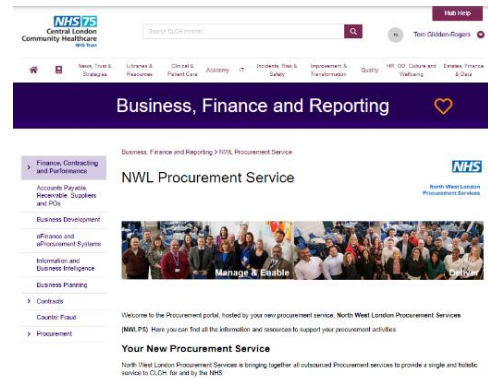 NHS 75
Central London
Community Healthcare
NHS Trust
Search CLCH Intranet
Hub Help
Tom Glidden-Rogers
News, Trust & Strategies
Libraries & Resources
Clinical & Patient Care
Academy
IT
Incidents, Risk & Safety
Improvement & Transformation
Quality
HR, OD, Culture and Wellbeing
Estates, Finance & Data
Business, Finance and Reporting
Finance, Contracting
and Performance
Accounts Payable,
Receivable, Suppliers
and POs
Business Development
eFinance and
eProcurement Systems
Information and
Business Intelligence
Business Planning
Contracts
Counter Fraud
Procurement
Business, Finance and Reporting > NWL Procurement Service
NWL Procurement Service
NHS
North West London
Procurement Services
Manage & Enable
Deliver
Welcome to the Procurement portal, hosted by your new procurement service, North West London Procurement Services
(NWLPS) Here you can find all the information and resources to support your procurement activities
Your New Procurement Service
North West London Procurement Services is bringing together all outsourced Procurement services to provide a single and holistic
service to CLCH, for and by the NHS